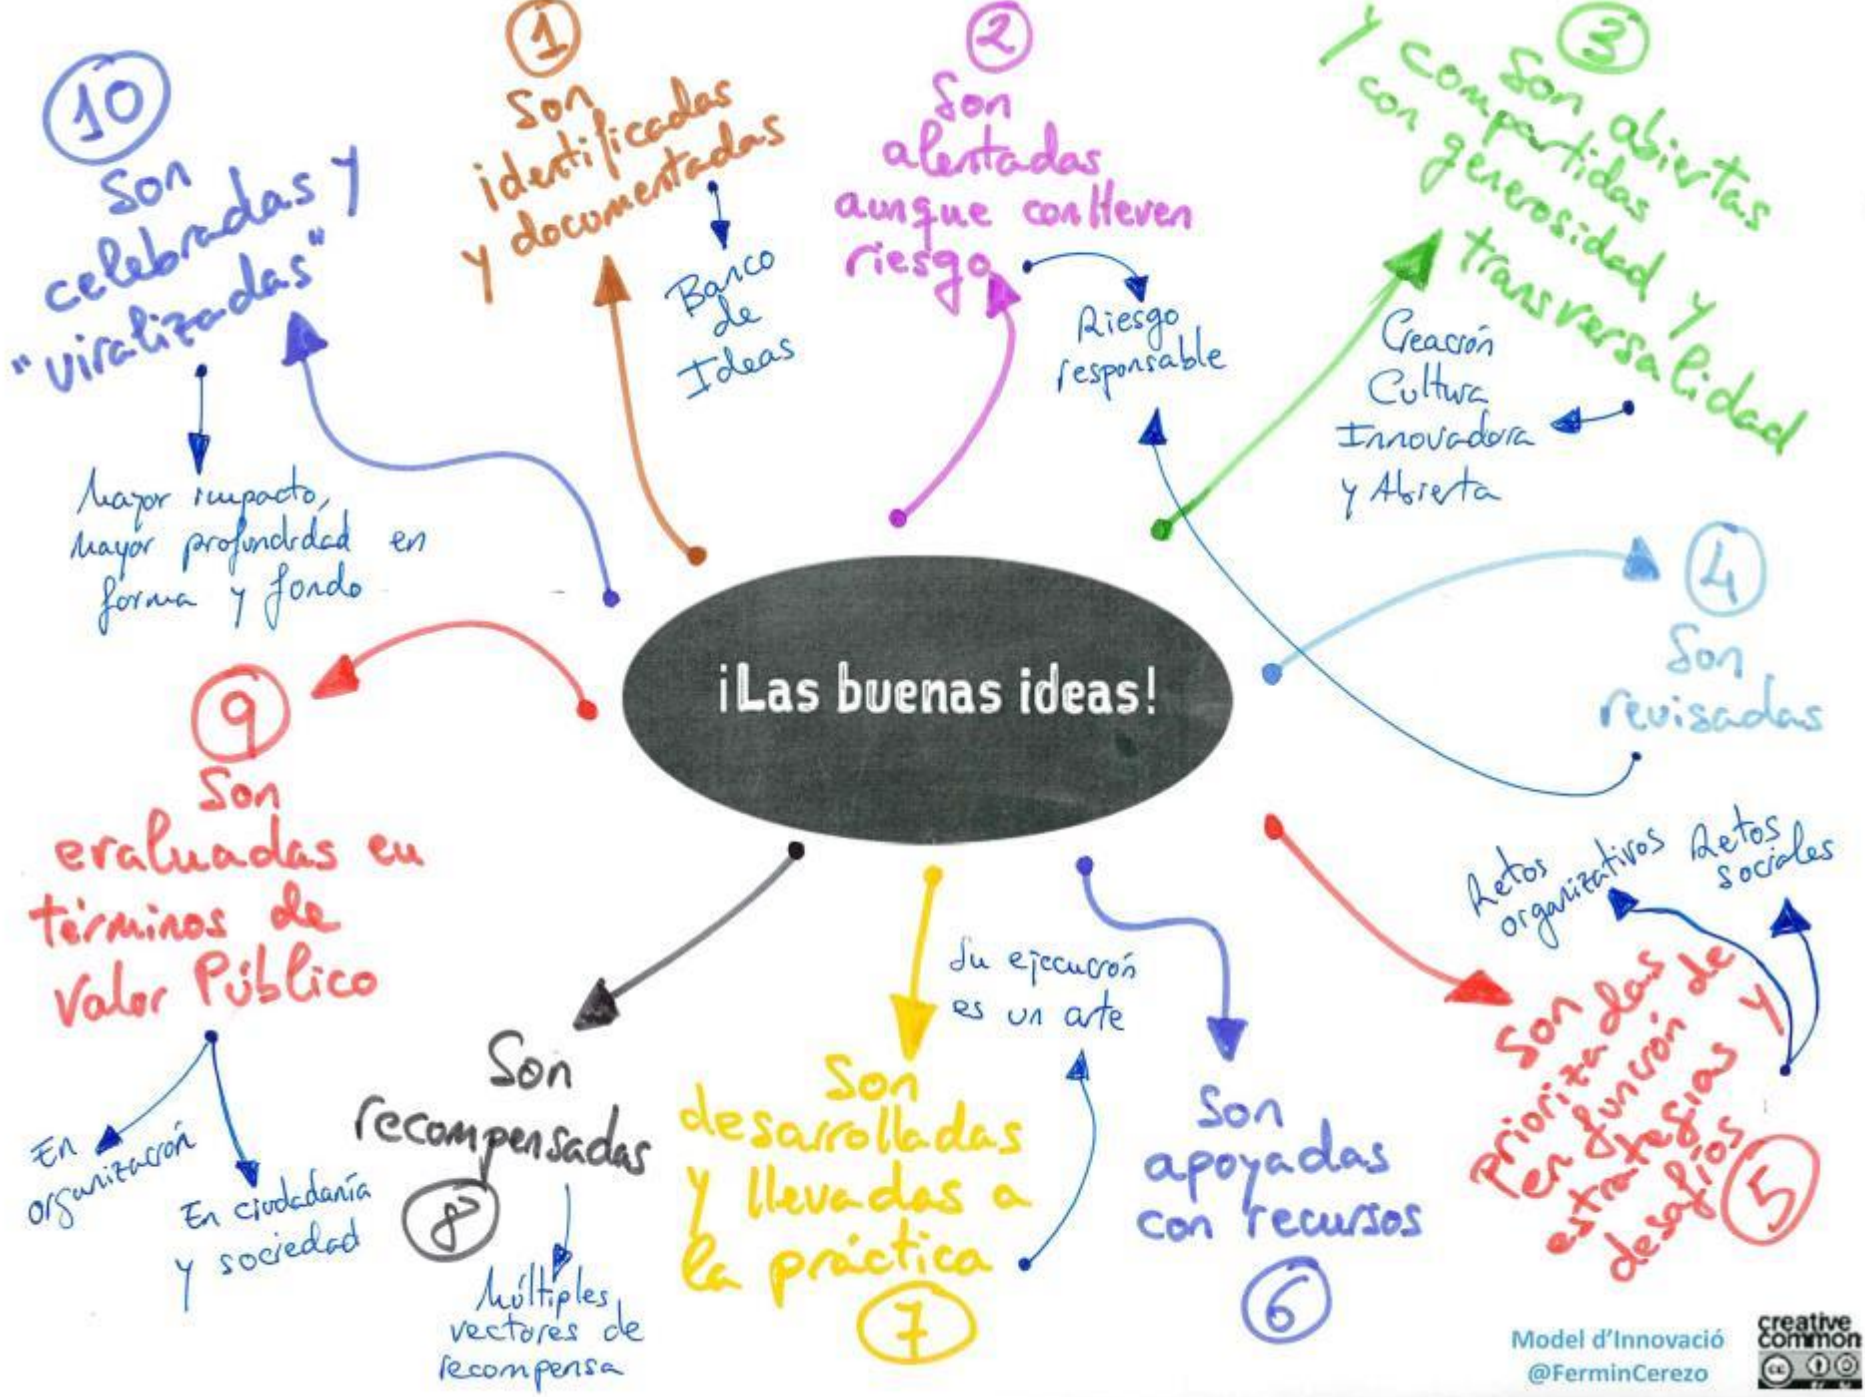 ¡Las buenas ideas!
1
Son
identificadas
y documentadas
Banco
de
Ideas
2
Son
alentadas
aunque conlleven
riesgo
Riesgo
responsable
3
Son abiertas
y compartidas
con generosidad y
transversalidad
Creación
Cultura
Innovadora
y Abierta
4
Son
revisadas
5
Son
priorizadas
en función de
estrategias y
desafíos
Retos
organizativos
Retos
sociales
6
Son
apoyadas
con recursos
7
Son
desarrolladas
y llevadas a
la práctica
Su ejecución
es un arte
8
Son
recompensadas
Múltiples
vectores de
recompensa
9
Son
evaluadas en
términos de
Valor Público
En
organización
En ciudadanía
y sociedad
10
Son
celebradas y
"viralizadas"
Mayor impacto,
Mayor profundidad en
forma y fondo
Model d'Innovació
@FerminCerezo
creative
common
cc